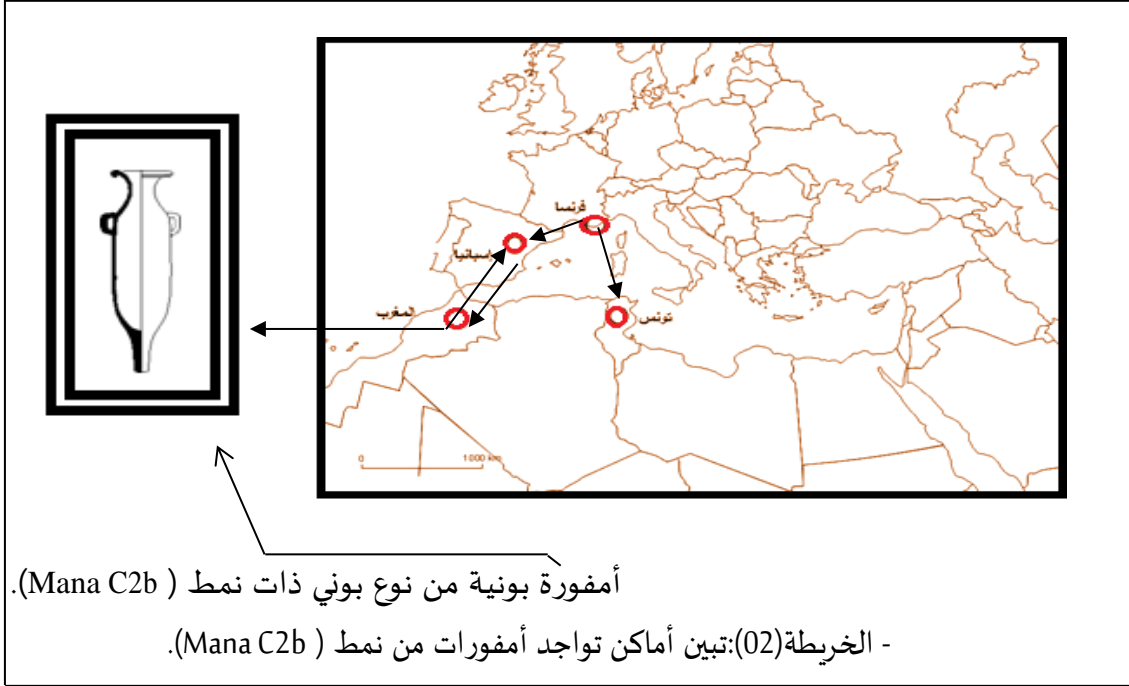 فرنسا
إسبانيا
المغرب
تونس
0 1000 km
أمفورة بونية من نوع بوني ذات نمط ( Mana C2b).
- الخريطة(02):تبين أماكن تواجد أمفورات من نمط ( Mana C2b).